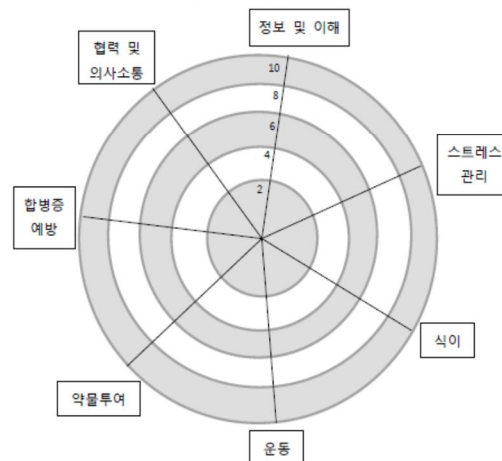 정보 및 이해
협력 및
의사소통
10
8
6
4
2
스트레스
관리
합병증
예방
식이
약물투여
운동